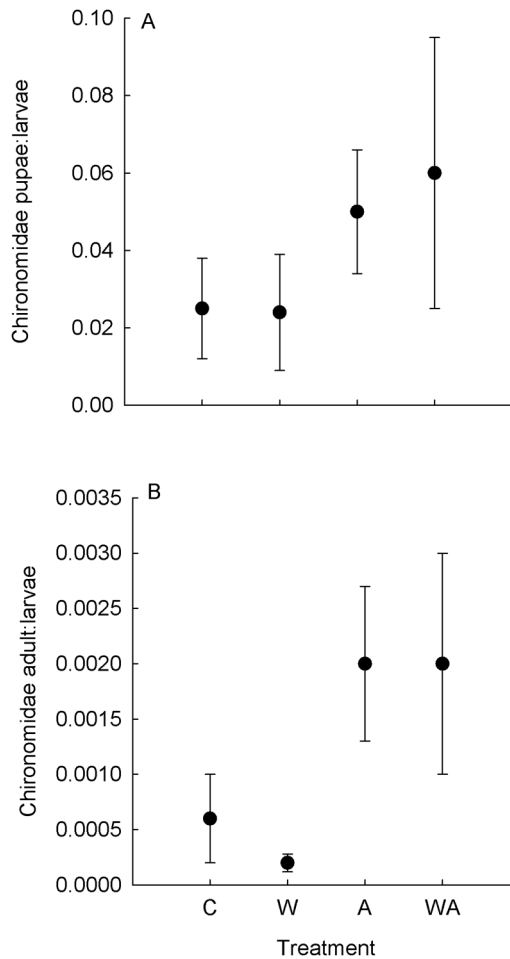 A
0.10
0.08
0.06
0.04
0.02
0.00
Chironomidae pupae:larvae
B
0.0035
0.0030
0.0025
0.0020
0.0015
0.0010
0.0005
0.0000
Chironomidae adult:larvae
C W A WA
Treatment